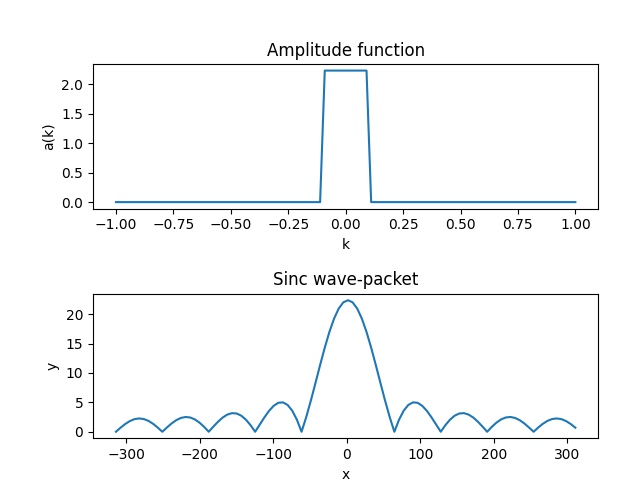 Amplitude function
2.0
1.5
1.0
0.5
0.0
a(k)
−1.00 −0.75 −0.50 −0.25 0.00 0.25 0.50 0.75 1.00
k
Sinc wave-packet
20
15
10
5
0
y
−300 −200 −100 0 100 200 300
x